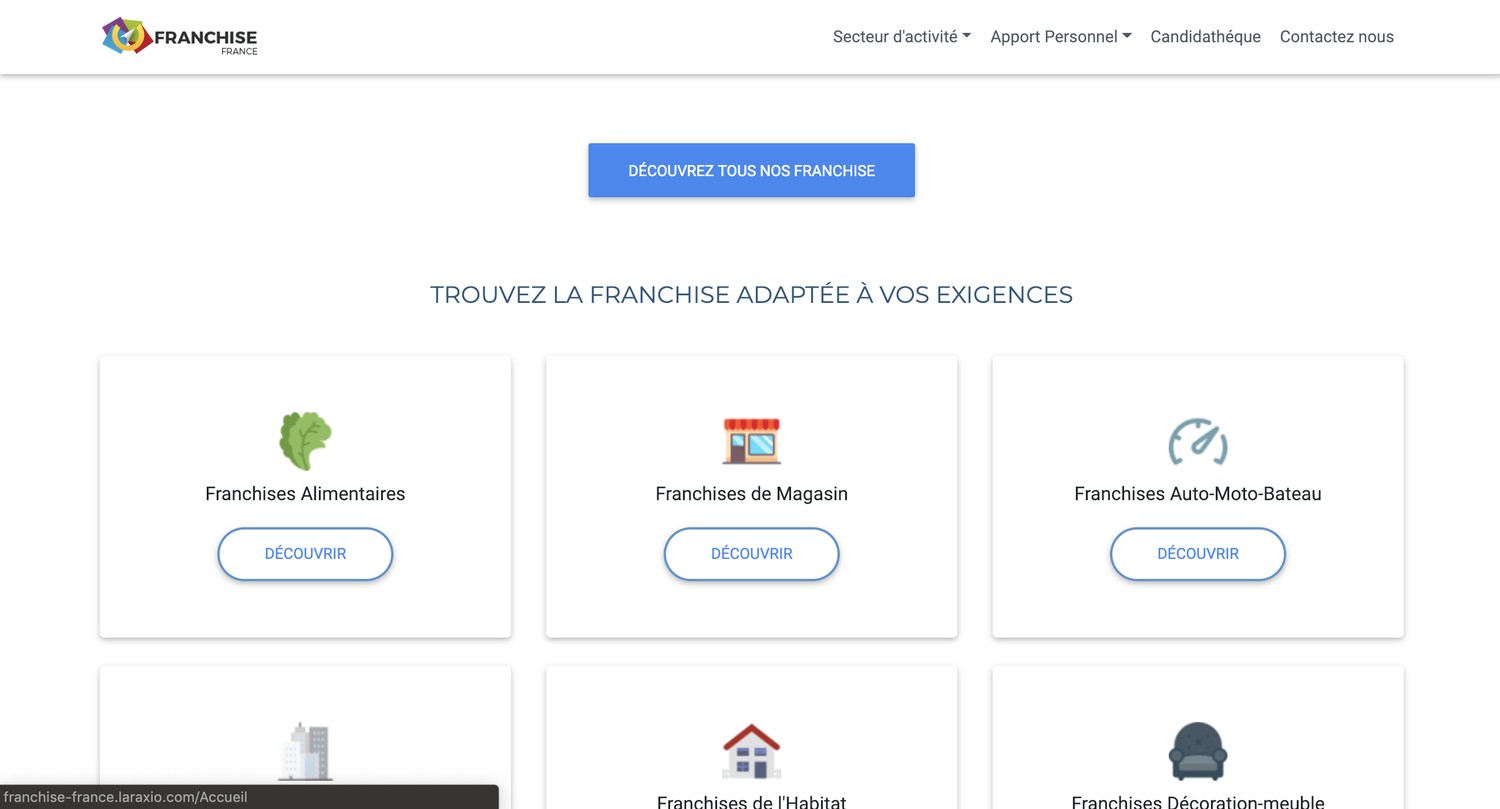 FRANCHISE
FRANCE
Secteur d'activité Apport Personnel Candidathéque Contactez nous
DÉCOUVREZ TOUS NOS FRANCHISE
TROUVEZ LA FRANCHISE ADAPTÉE À VOS EXIGENCES
Franchises Alimentaires
DÉCOUVRIR
Franchises de Magasin
DÉCOUVRIR
Franchises Auto-Moto-Bateau
DÉCOUVRIR
Franchises de l'Habitat
Franchises Décoration-meuble
franchise-france.laraxio.com/Accueil